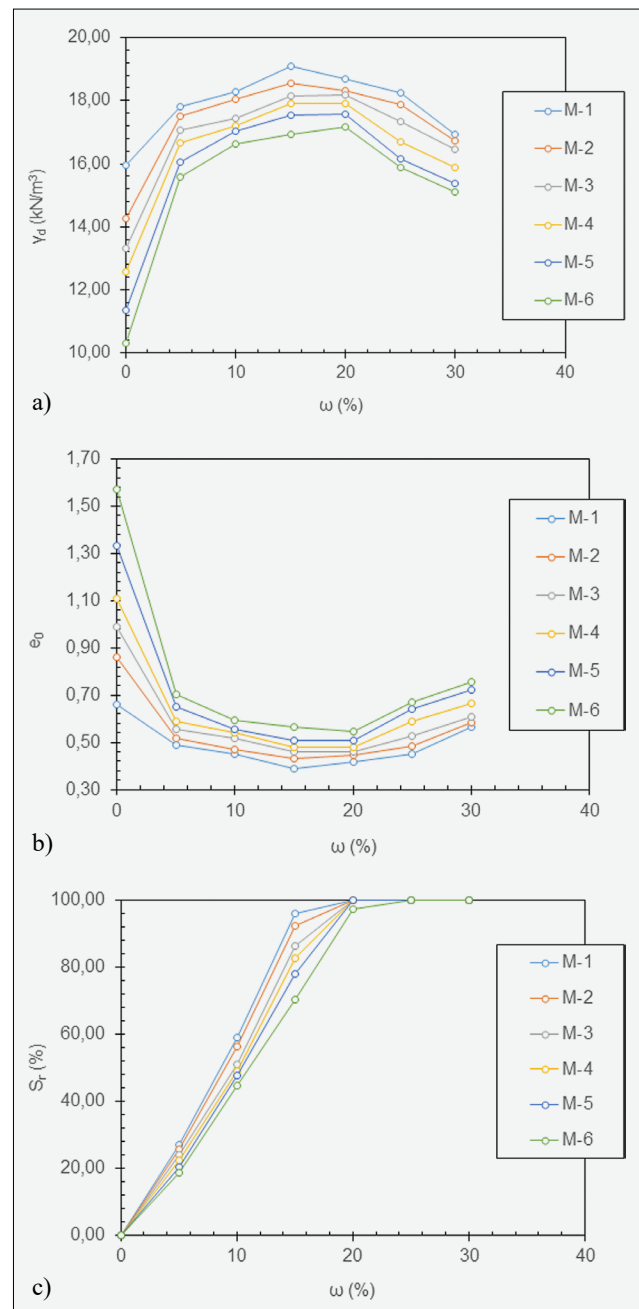 20,00
18,00
16,00
14,00
12,00
10,00
γd (kN/m³)
0
10
20
30
40
ω (%)
M-1
M-2
M-3
M-4
M-5
M-6
a)
1,70
1,50
1,30
1,10
0,90
0,70
0,50
0,30
e0
0
10
20
30
40
ω (%)
M-1
M-2
M-3
M-4
M-5
M-6
b)
100,00
80,00
60,00
40,00
20,00
0,00
Sr (%)
0
10
20
30
40
ω (%)
M-1
M-2
M-3
M-4
M-5
M-6
c)